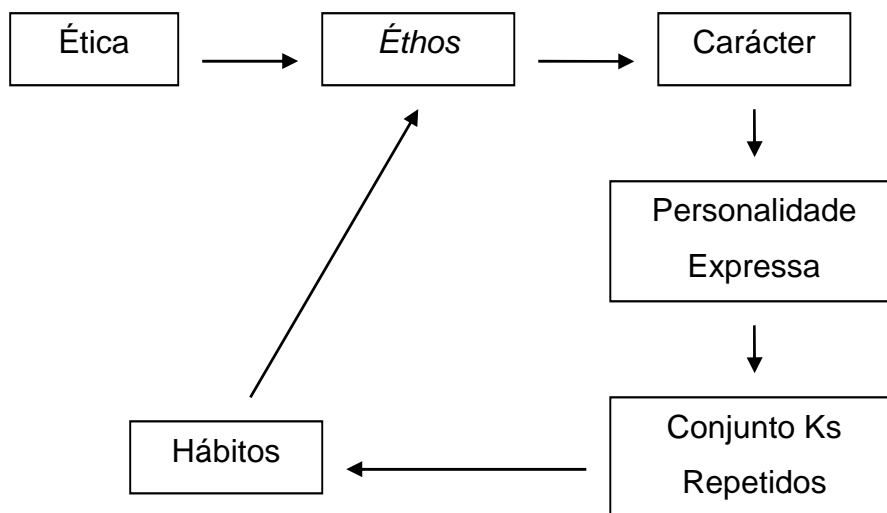 Ética
Éthos
Carácter
Personalidade
Expressa
Conjunto Ks
Repetidos
Hábitos